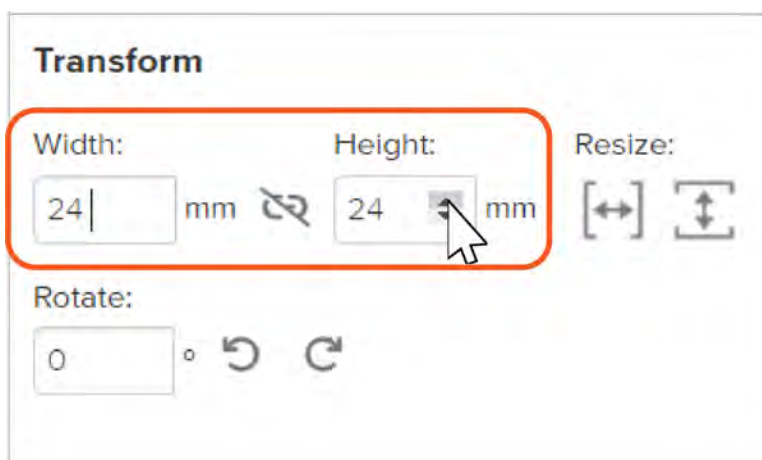 Transform
Width: Height: Resize:
24 mm 24 mm
Rotate:
0 °